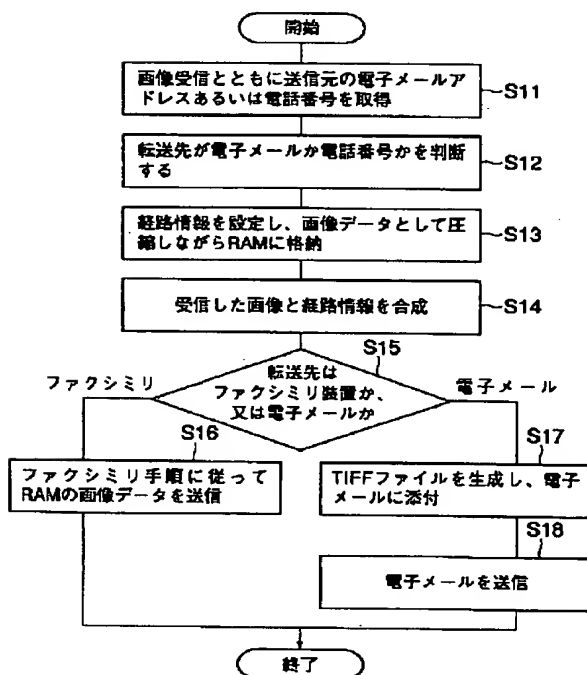 開始
画像受信とともに送信元の電子メールア
ドレスあるいは電話番号を取得
S11
転送先が電子メールか電話番号かを判断
する
S12
経路情報を設定し、画像データとして圧
縮しながらRAMに格納
S13
受信した画像と経路情報を合成
S14
S15
転送先は
ファクシミリ装置か、
又は電子メールか
ファクシミリ
電子メール
S16
ファクシミリ手順に従って
RAMの画像データを送信
S17
TIFFファイルを生成し、電子
メールに添付
S18
電子メールを送信
終了